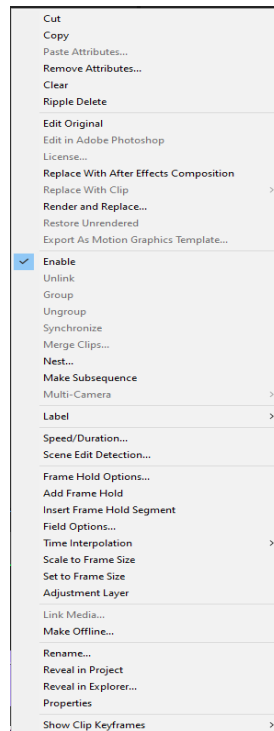 Cut
Copy
Paste Attributes...
Remove Attributes...
Clear
Ripple Delete
Edit Original
Edit in Adobe Photoshop
License...
Replace With After Effects Composition
Replace With Clip
Render and Replace...
Restore Unrendered
Export As Motion Graphics Template...
Enable
Unlink
Group
Ungroup
Synchronize
Merge Clips...
Nest...
Make Subsequence
Multi-Camera
Label
Speed/Duration...
Scene Edit Detection...
Frame Hold Options...
Add Frame Hold
Insert Frame Hold Segment
Field Options...
Time Interpolation
Scale to Frame Size
Set to Frame Size
Adjustment Layer
Link Media...
Make Offline...
Rename...
Reveal in Project
Reveal in Explorer...
Properties
Show Clip Keyframes